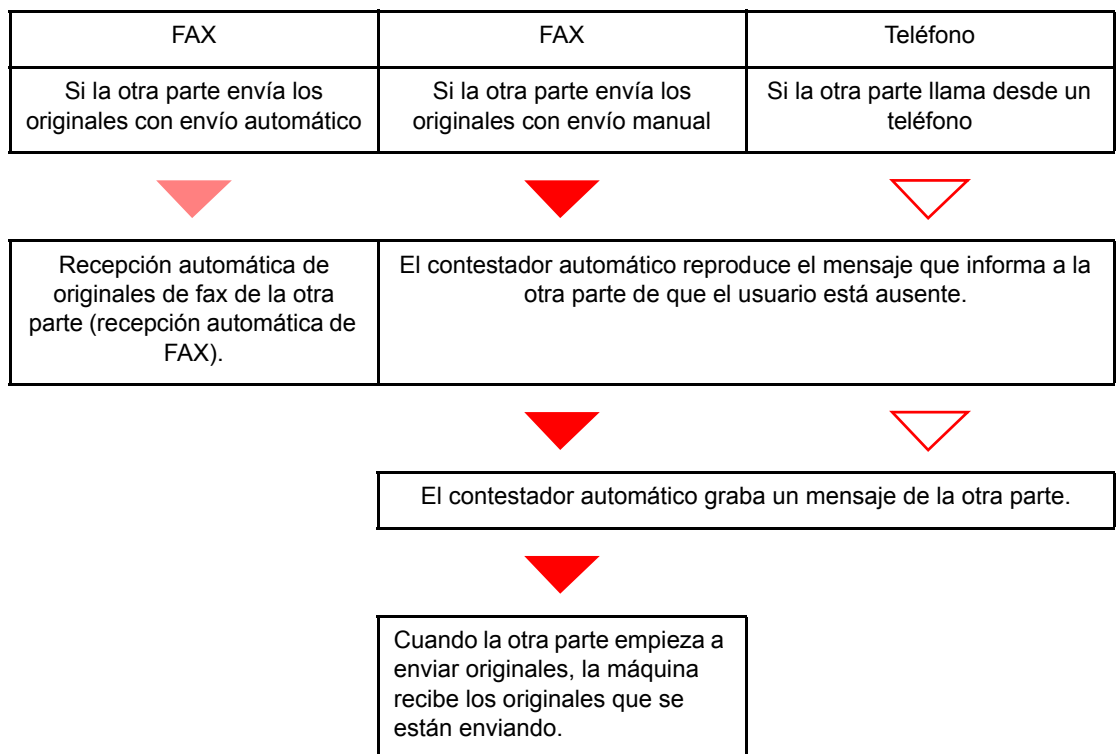 FAX
FAX
Teléfono
Si la otra parte envía los
originales con envío automático
Si la otra parte envía los
originales con envío manual
Si la otra parte llama desde un
teléfono
Recepción automática de
originales de fax de la otra
parte (recepción automática de
FAX).
El contestador automático reproduce el mensaje que informa a la
otra parte de que el usuario está ausente.
El contestador automático graba un mensaje de la otra parte.
Cuando la otra parte empieza a
enviar originales, la máquina
recibe los originales que se
están enviando.